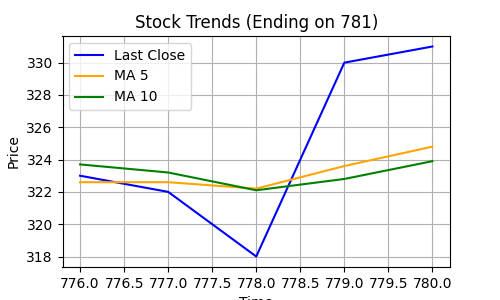 Stock Trends (Ending on 781)
Last Close
MA 5
MA 10
Price
330
328
326
324
322
320
318
776.0 776.5 777.0 777.5 778.0 778.5 779.0 779.5 780.0
Time